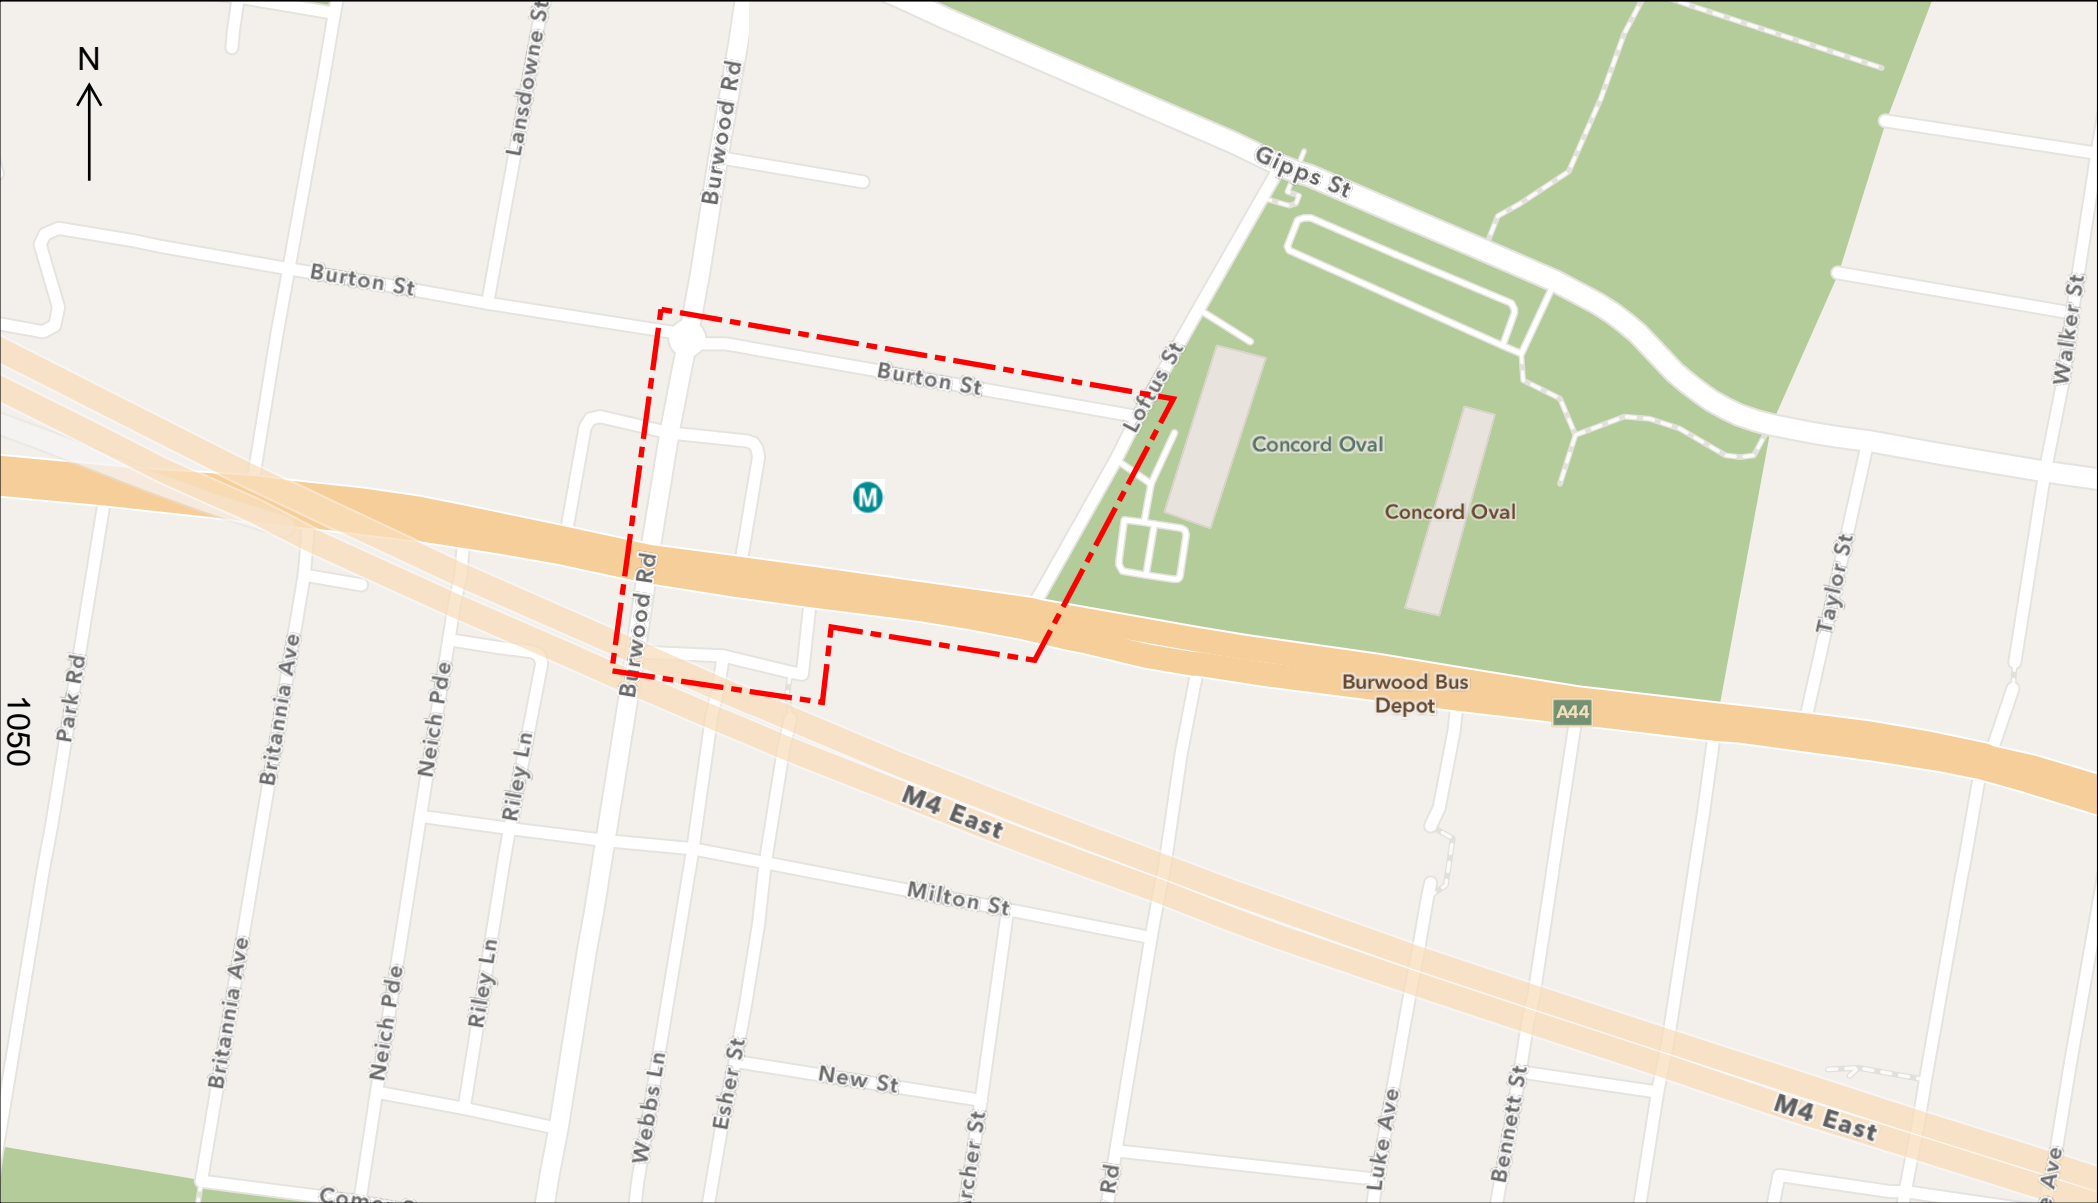 N
Lansdowne St
Burwood Rd
Gipps St
Burton St
Walker St
Loftus St
Burton St
Concord Oval
M
Concord Oval
Taylor St
Burwood Rd
Britannia Ave
Park Rd
Neich Pde
Burwood Bus
Depot
A44
1050
Riley Ln
M4 East
Milton St
Britannia Ave
Riley Ln
Neich Pde
Webbs Ln
Esher St
New St
Luke Ave
Bennett St
M4 East
Rd
Ave